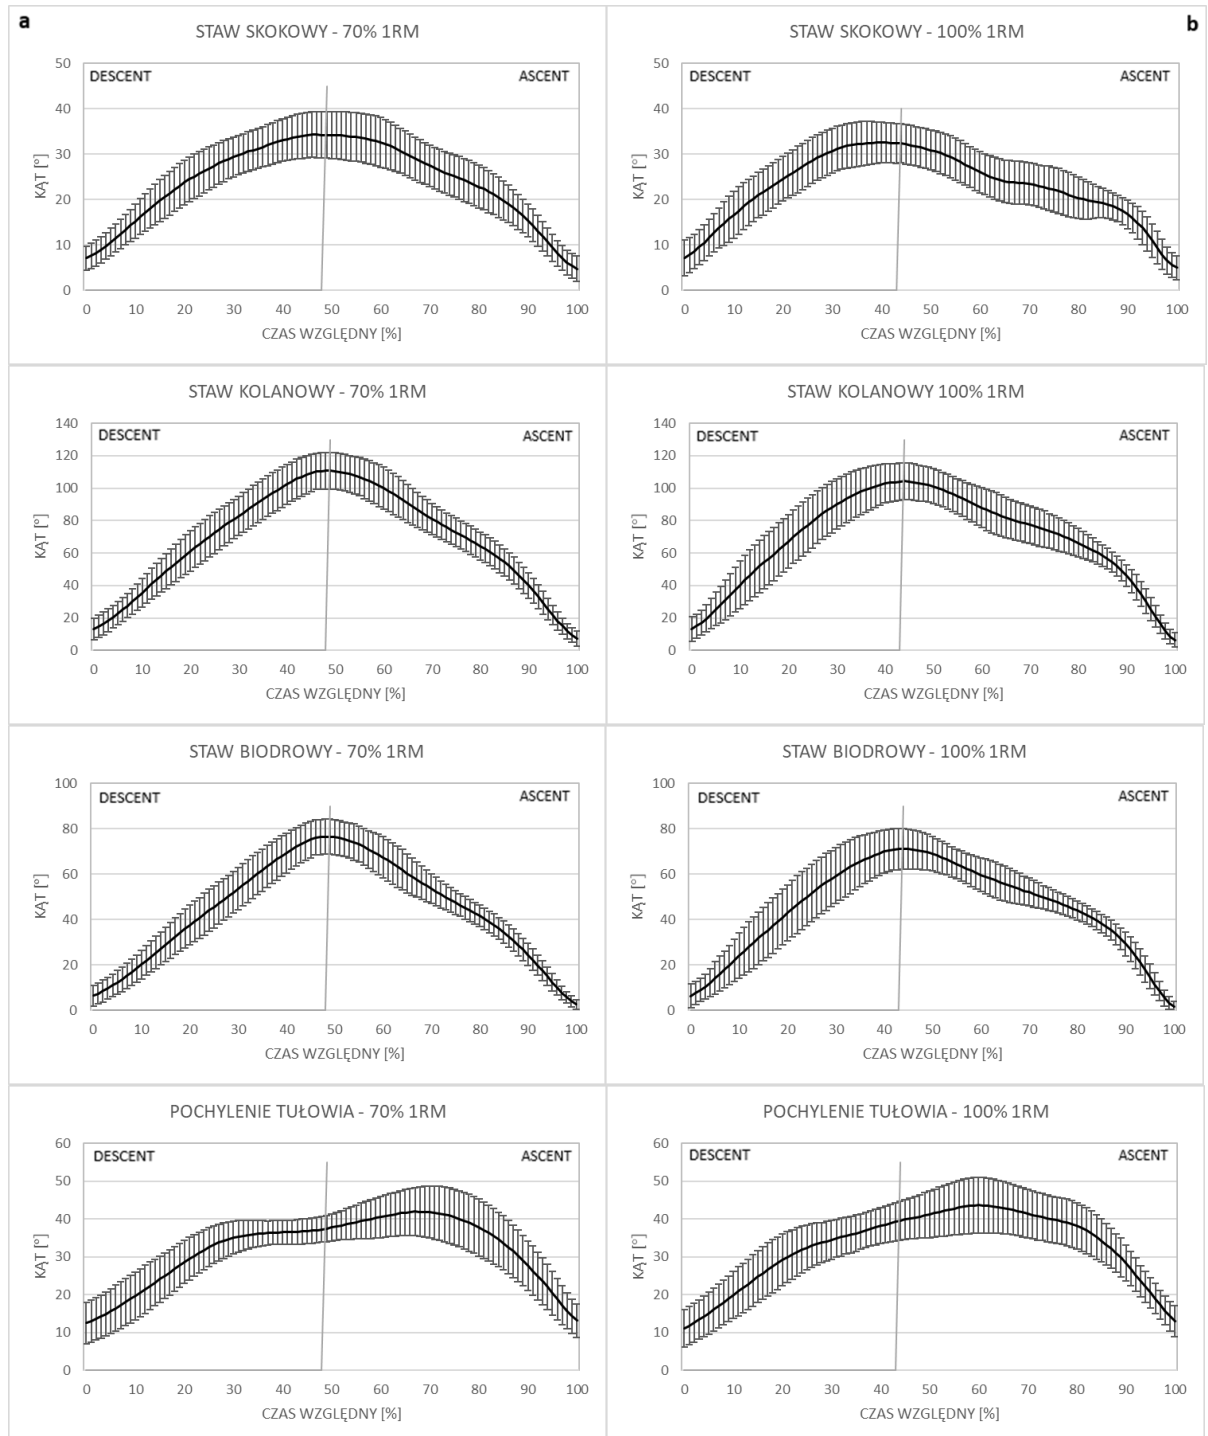 a
STAW SKOKOWY - 70% 1RM
DESCENT
ASCENT
50
40
30
20
10
0
KĄT [°]
0 10 20 30 40 50 60 70 80 90 100
CZAS WZGLĘDNY [%]
b
STAW SKOKOWY - 100% 1RM
DESCENT
ASCENT
50
40
30
20
10
0
KĄT [°]
0 10 20 30 40 50 60 70 80 90 100
CZAS WZGLĘDNY [%]
STAW KOLANOWY - 70% 1RM
DESCENT
ASCENT
140
120
100
80
60
40
20
0
KĄT [°]
0 10 20 30 40 50 60 70 80 90 100
CZAS WZGLĘDNY [%]
STAW KOLANOWY 100% 1RM
DESCENT
ASCENT
140
120
100
80
60
40
20
0
KĄT [°]
0 10 20 30 40 50 60 70 80 90 100
CZAS WZGLĘDNY [%]
STAW BIODROWY - 70% 1RM
DESCENT
ASCENT
100
80
60
40
20
0
KĄT [°]
0 10 20 30 40 50 60 70 80 90 100
CZAS WZGLĘDNY [%]
STAW BIODROWY - 100% 1RM
DESCENT
ASCENT
100
80
60
40
20
0
KĄT [°]
0 10 20 30 40 50 60 70 80 90 100
CZAS WZGLĘDNY [%]
POCHYLENIE TUŁOWIA - 70% 1RM
DESCENT
ASCENT
60
50
40
30
20
10
0
KĄT [°]
0 10 20 30 40 50 60 70 80 90 100
CZAS WZGLĘDNY [%]
POCHYLENIE TUŁOWIA - 100% 1RM
DESCENT
ASCENT
60
50
40
30
20
10
0
KĄT [°]
0 10 20 30 40 50 60 70 80 90 100
CZAS WZGLĘDNY [%]